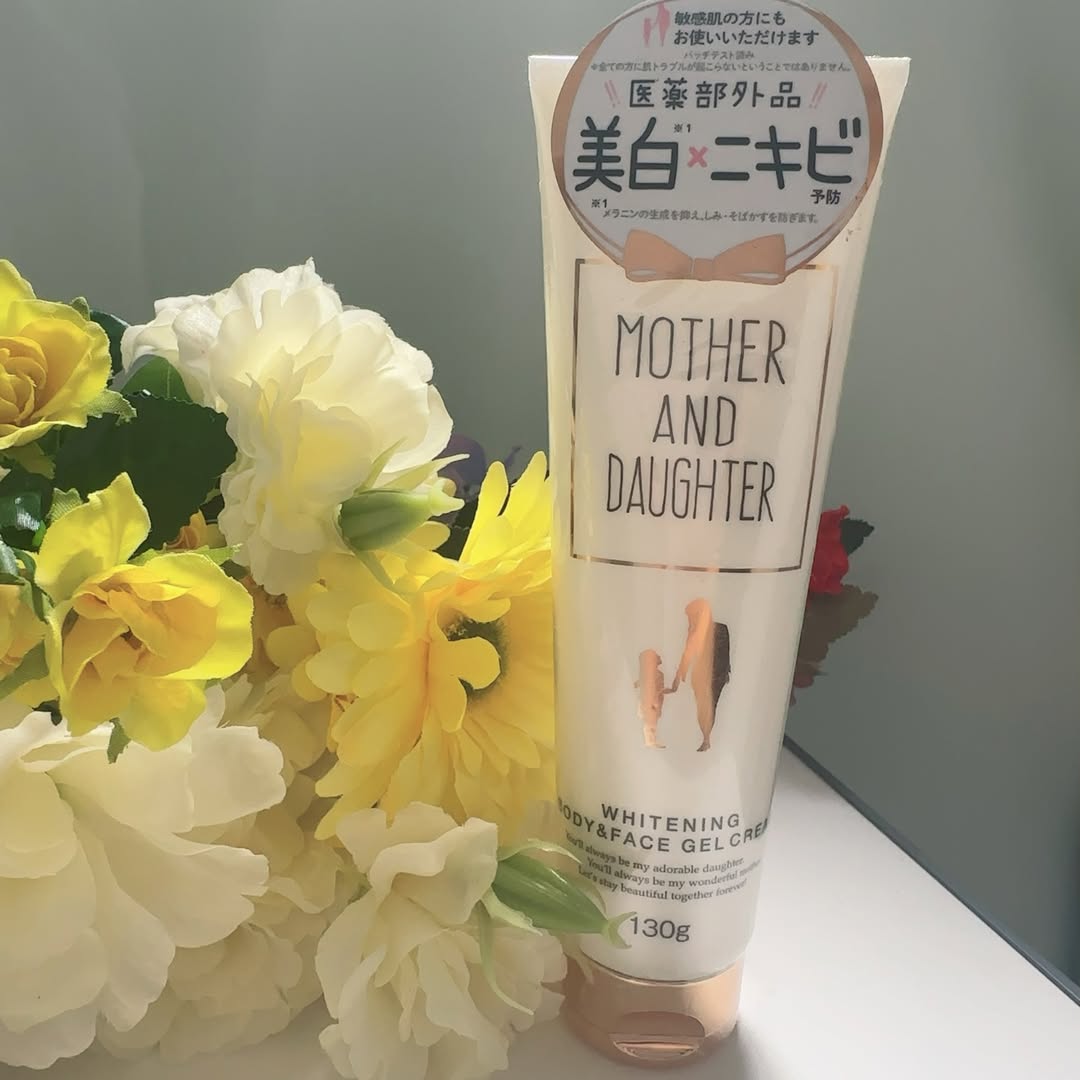 敏感肌の方にも
お使いいただけます
パッチテスト済み
※全ての方に肌トラブルが起こらないということではありません。
医薬部外品
美白※1×ニキビ
予防
※1
メラニンの生成を抑え、しみ・そばかすを防ぎます。
MOTHER
AND
DAUGHTER
WHITENING
BODY&FACE GEL CREA
You'll always be my adorable daughter.
You'll always be my wonderful mother
Let's stay beautiful together forever!
130g